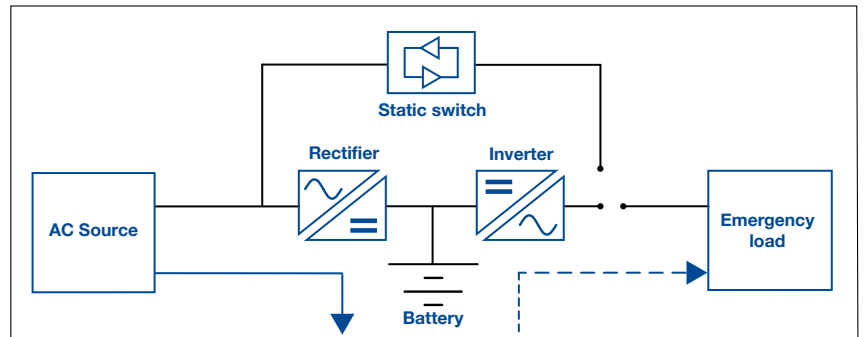 Static switch
Rectifier
Inverter
AC Source
Emergency
load
Battery